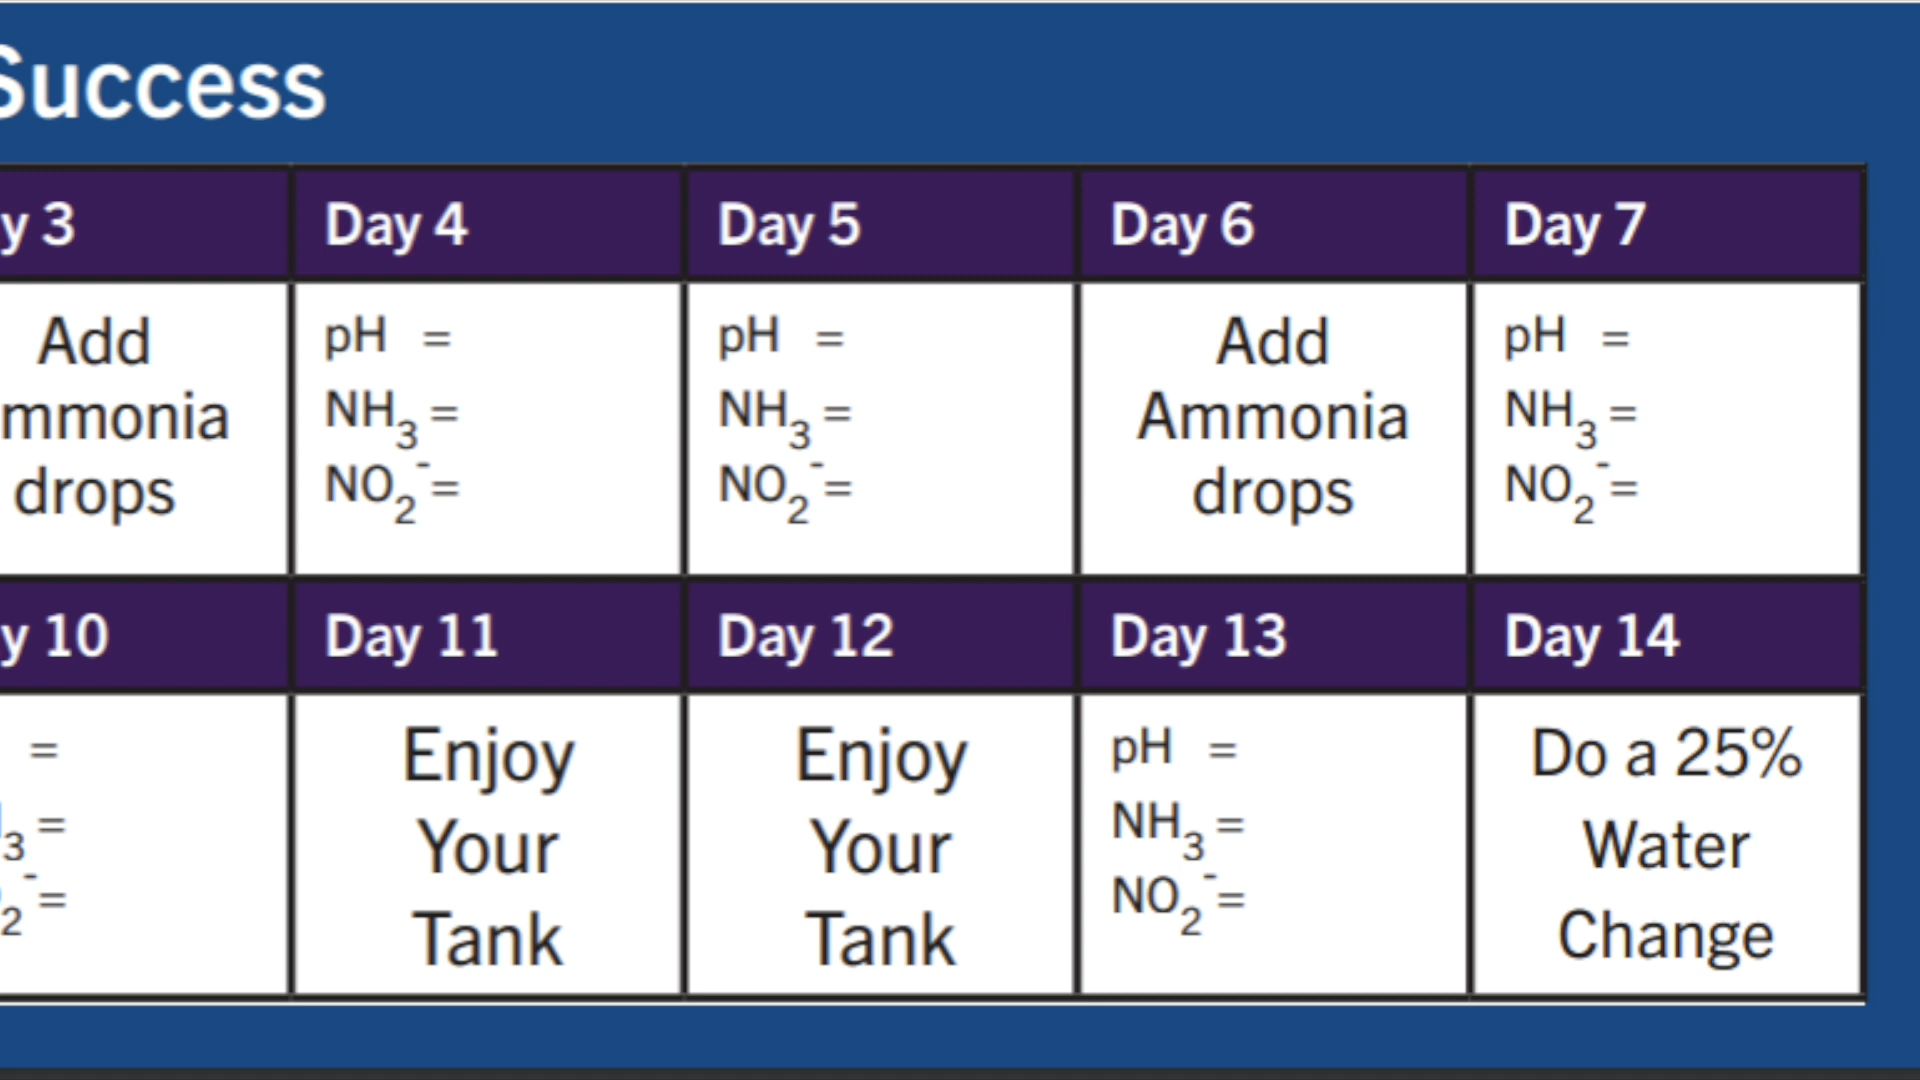 Success
y 3
Day 4
Day 5
Day 6
Day 7
Add
mmonia
drops
pH =
NH₃ =
NO₂⁻ =
pH =
NH₃ =
NO₂⁻ =
Add
Ammonia
drops
pH =
NH₃ =
NO₂⁻ =
y 10
Day 11
Day 12
Day 13
Day 14
=
₃ =
₂⁻ =
Enjoy
Your
Tank
Enjoy
Your
Tank
pH =
NH₃ =
NO₂⁻ =
Do a 25%
Water
Change